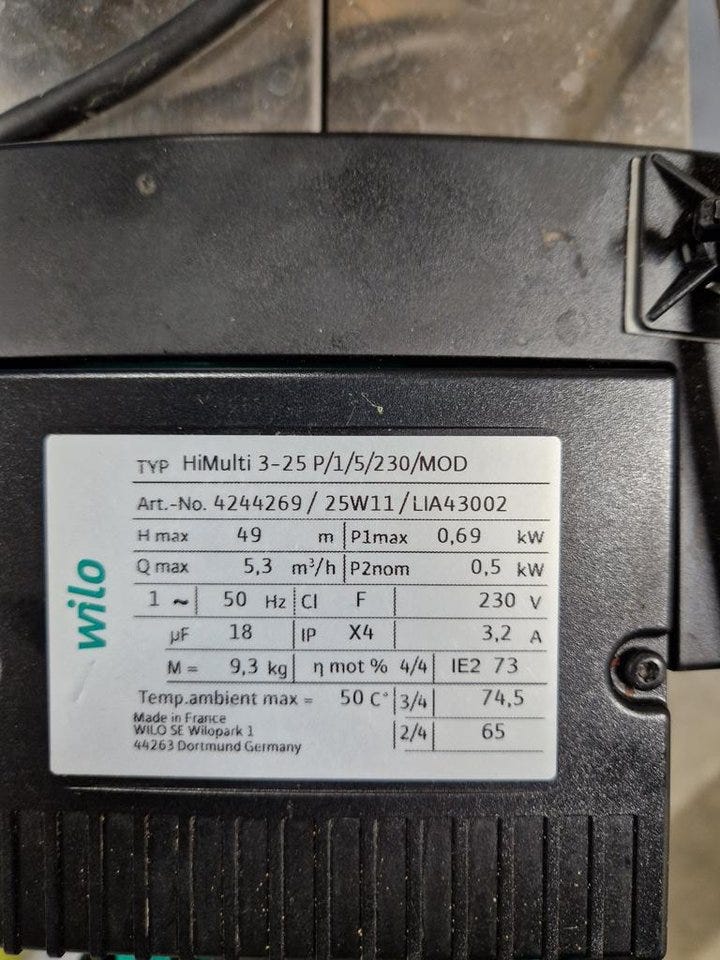 TYP HiMulti 3-25 P/1/5/230/MOD
Art.-No. 4244269/ 25W11/LIA43002
H max 49 m P1max 0,69 kW
Q max 5,3 m³/h P2nom 0,5 kW
1 ~ 50 Hz Cl F 230 V
µF 18 IP X4 3,2 A
M = 9,3 kg η mot % 4/4 IE2 73
Temp.ambient max = 50 C° 3/4 74,5
Made in France
WILO SE Wilopark 1
44263 Dortmund Germany
2/4 65
wilo